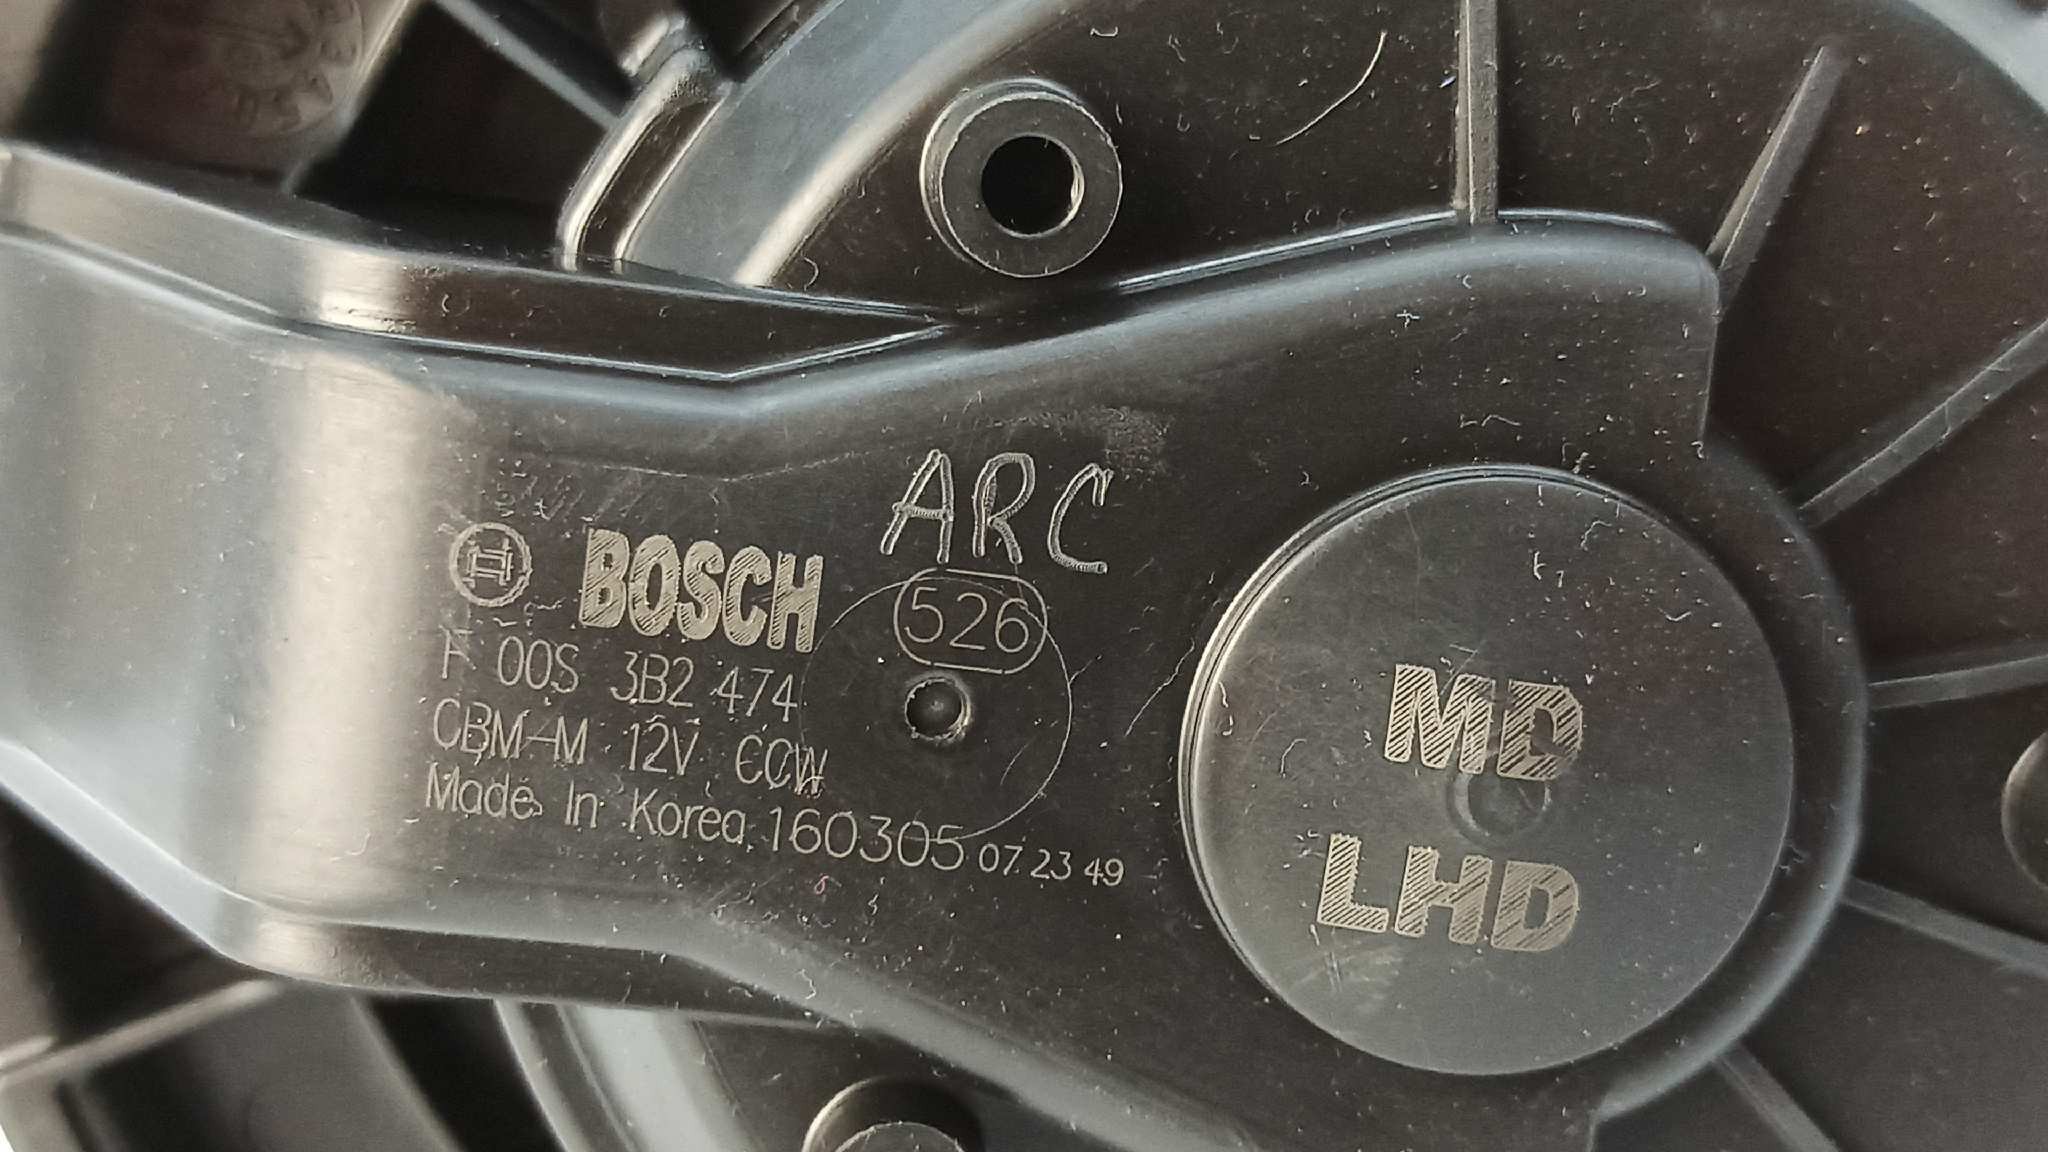 ARC
BOSCH
526
F 00S 3B2 474
CBM-M 12V CCW
Made In Korea 160305 07 23 49
MD
LHD